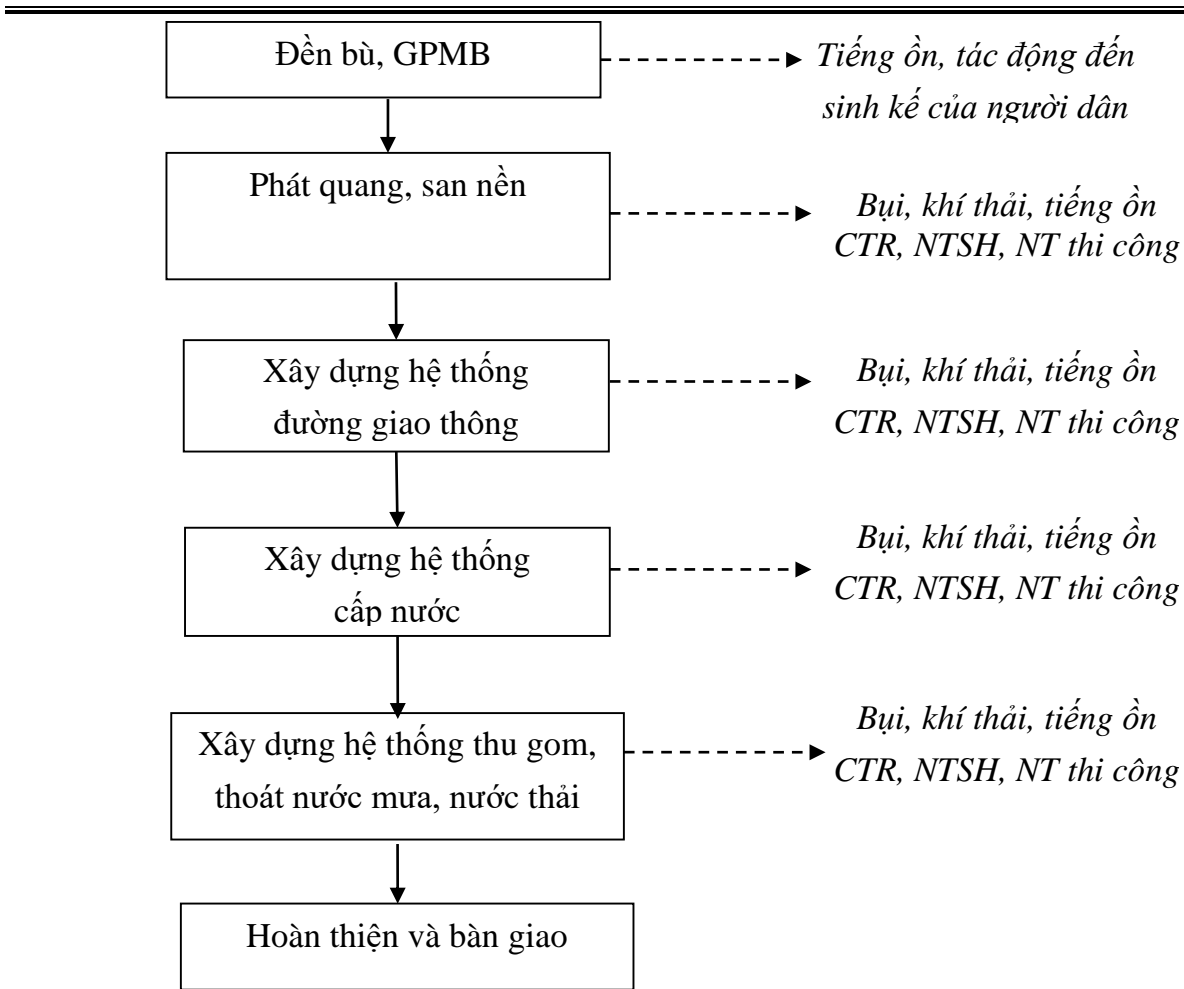 Đền bù, GPMB
Tiếng ồn, tác động đến
sinh kế của người dân
Phát quang, san nền
Bụi, khí thải, tiếng ồn
CTR, NTSH, NT thi công
Xây dựng hệ thống
đường giao thông
Bụi, khí thải, tiếng ồn
CTR, NTSH, NT thi công
Xây dựng hệ thống
cấp nước
Bụi, khí thải, tiếng ồn
CTR, NTSH, NT thi công
Xây dựng hệ thống thu gom,
thoát nước mưa, nước thải
Bụi, khí thải, tiếng ồn
CTR, NTSH, NT thi công
Hoàn thiện và bàn giao